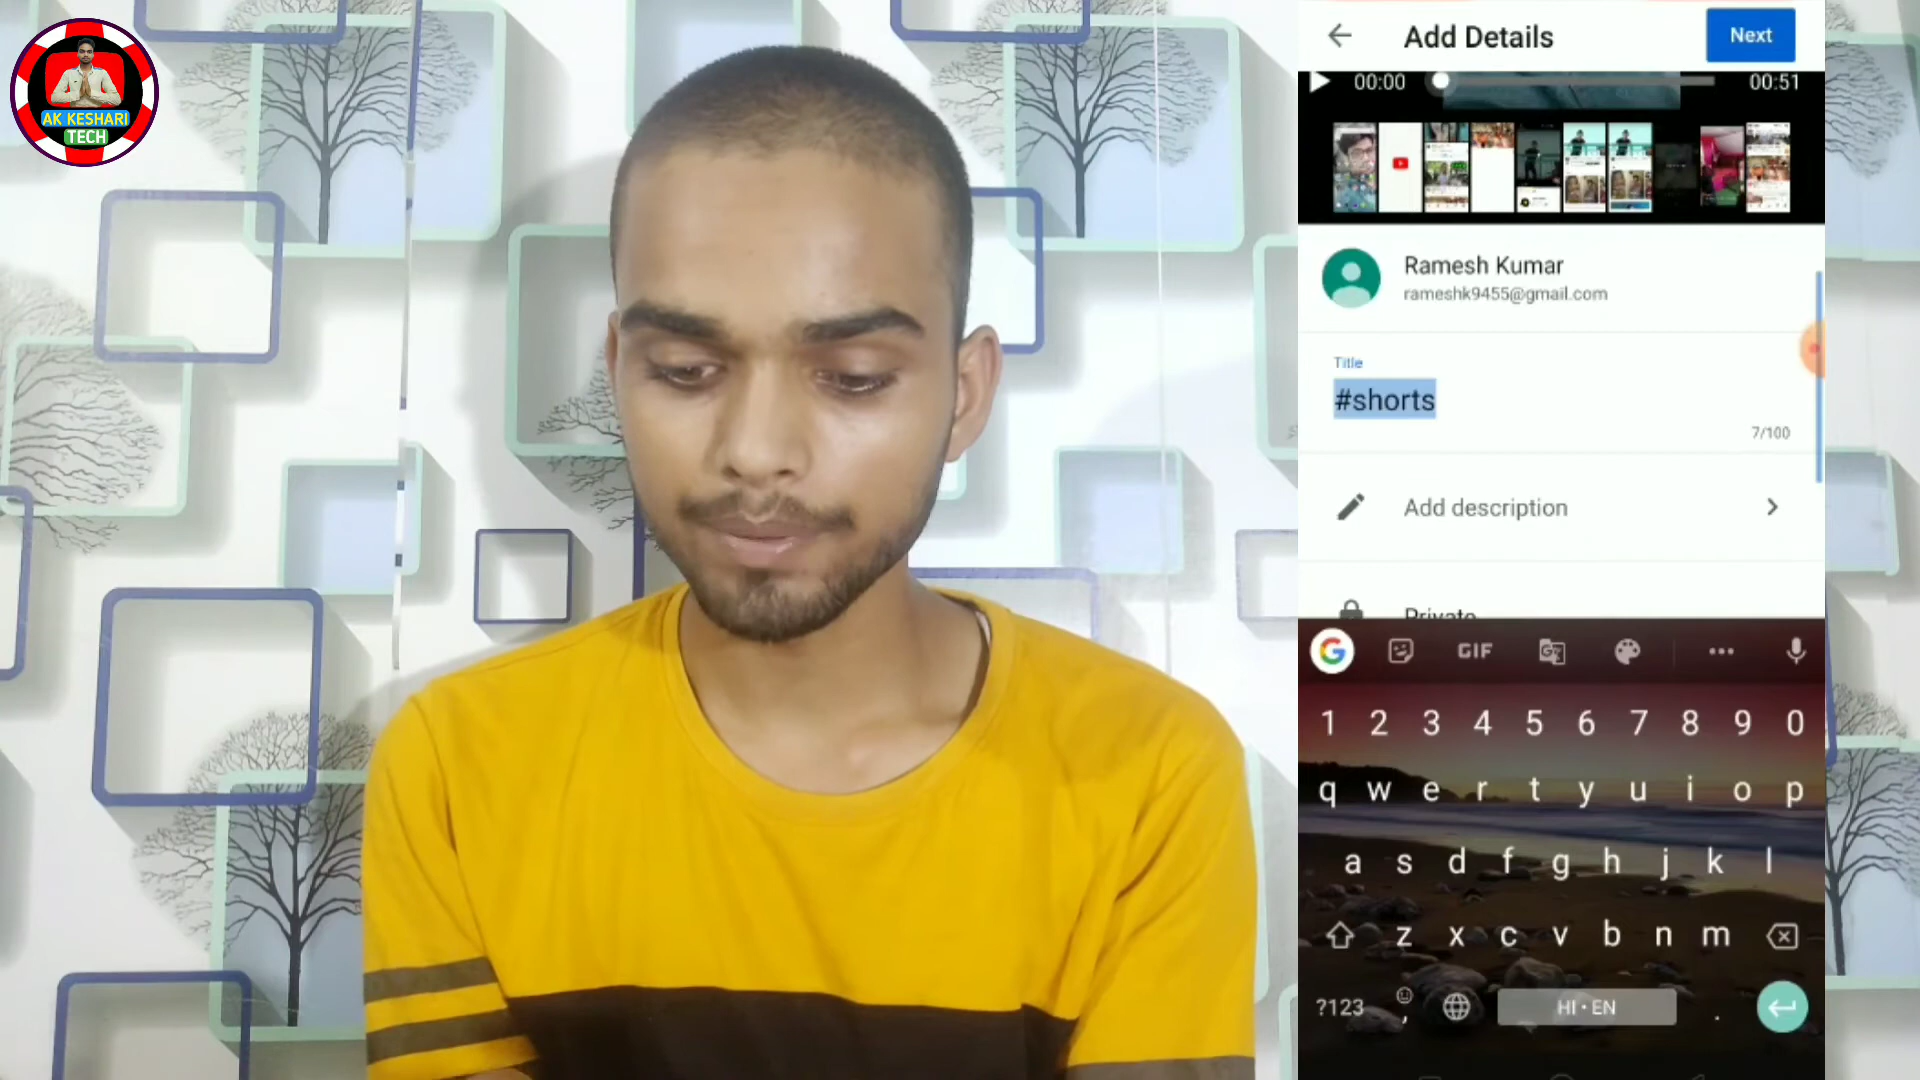 AK KESHARI
TECH
Add Details
Next
00:00
00:51
Ramesh Kumar
rameshk9455@gmail.com
Title
#shorts
7/100
Add description
Private
G
GIF
1 2 3 4 5 6 7 8 9 0
q w e r t y u i o p
a s d f g h j k l
z x c v b n m
?123 , HI • EN .